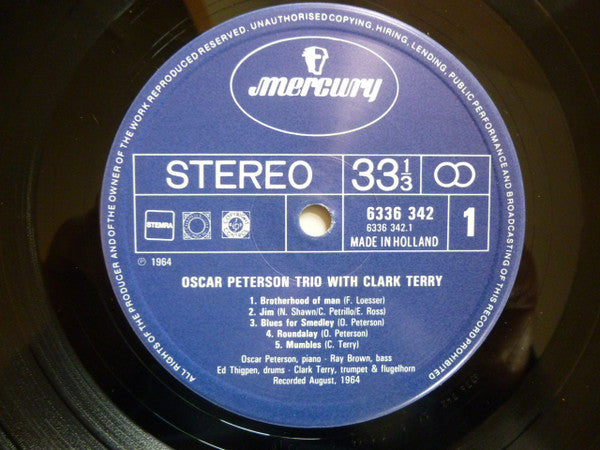 ALL RIGHTS OF THE PRODUCER AND OF THE OWNER OF THE WORK REPRODUCED RESERVED. UNAUTHORISED COPYING, HIRING, LENDING, PUBLIC PERFORMANCE AND BROADCASTING OF THIS RECORD PROHIBITED
mercury
STEREO 33 1/3
STEMRA
6336 342
6336 342.1
MADE IN HOLLAND
1
℗ 1964
OSCAR PETERSON TRIO WITH CLARK TERRY
1. Brotherhood of man (F. Loesser)
2. Jim (N. Shawn/C. Petrillo/E. Ross)
3. Blues for Smedley (O. Peterson)
4. Roundalay (O. Peterson)
5. Mumbles (C. Terry)
Oscar Peterson, piano - Ray Brown, bass
Ed Thigpen, drums - Clark Terry, trumpet & flugelhorn
Recorded August, 1964